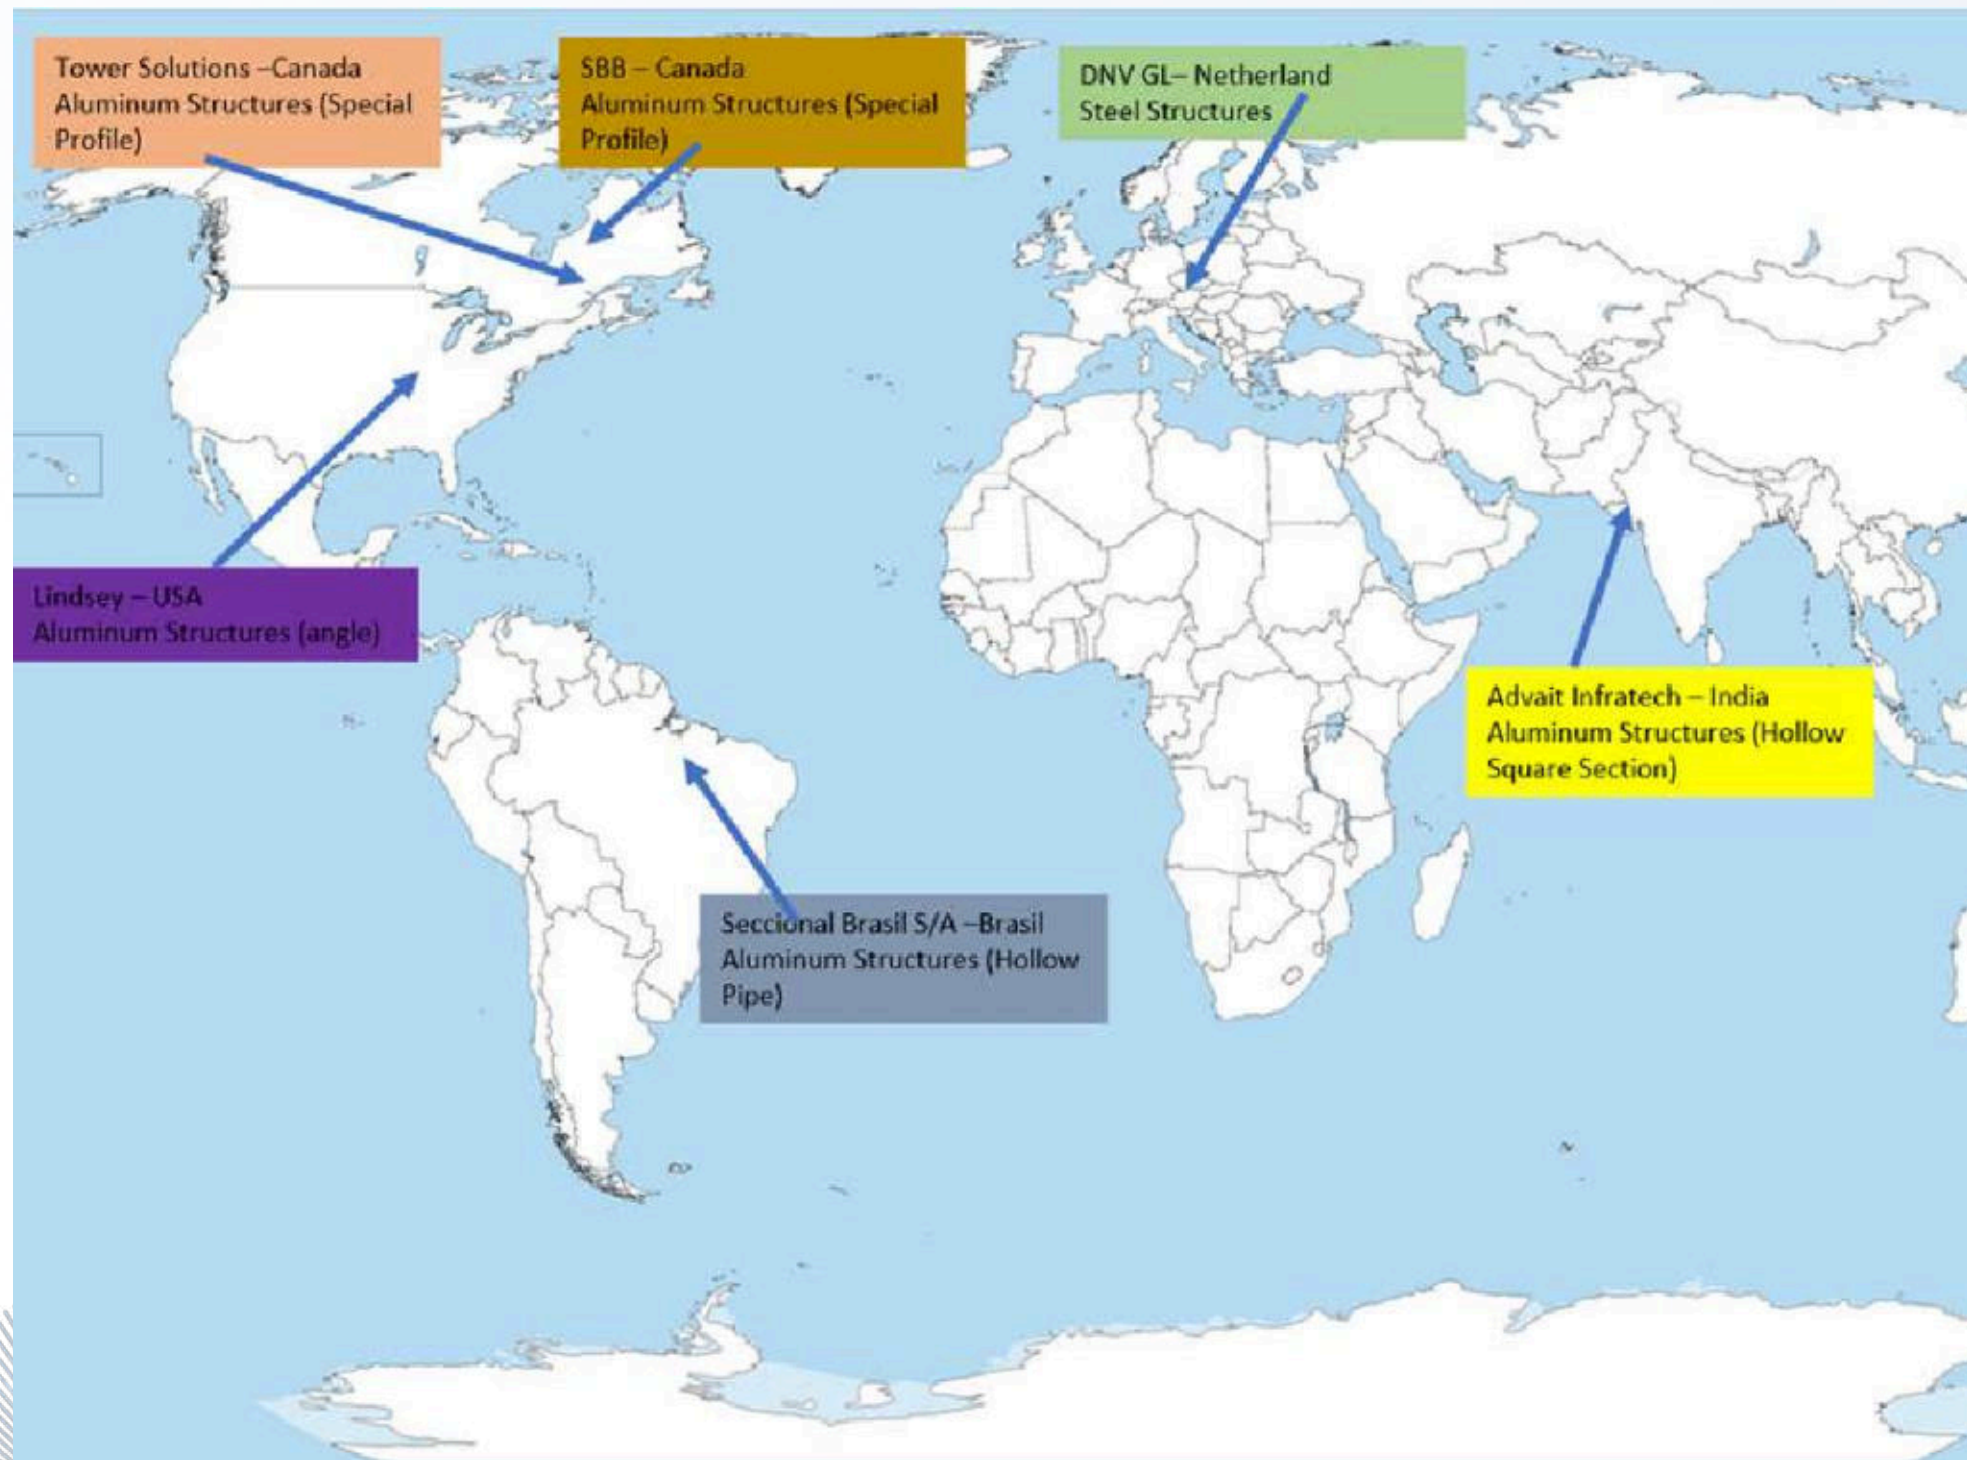 Tower Solutions –Canada
Aluminum Structures (Special
Profile)
SBB – Canada
Aluminum Structures (Special
Profile)
DNV GL– Netherland
Steel Structures
Lindsey – USA
Aluminum Structures (angle)
Advait Infratech – India
Aluminum Structures (Hollow
Square Section)
Seccional Brasil S/A –Brasil
Aluminum Structures (Hollow
Pipe)